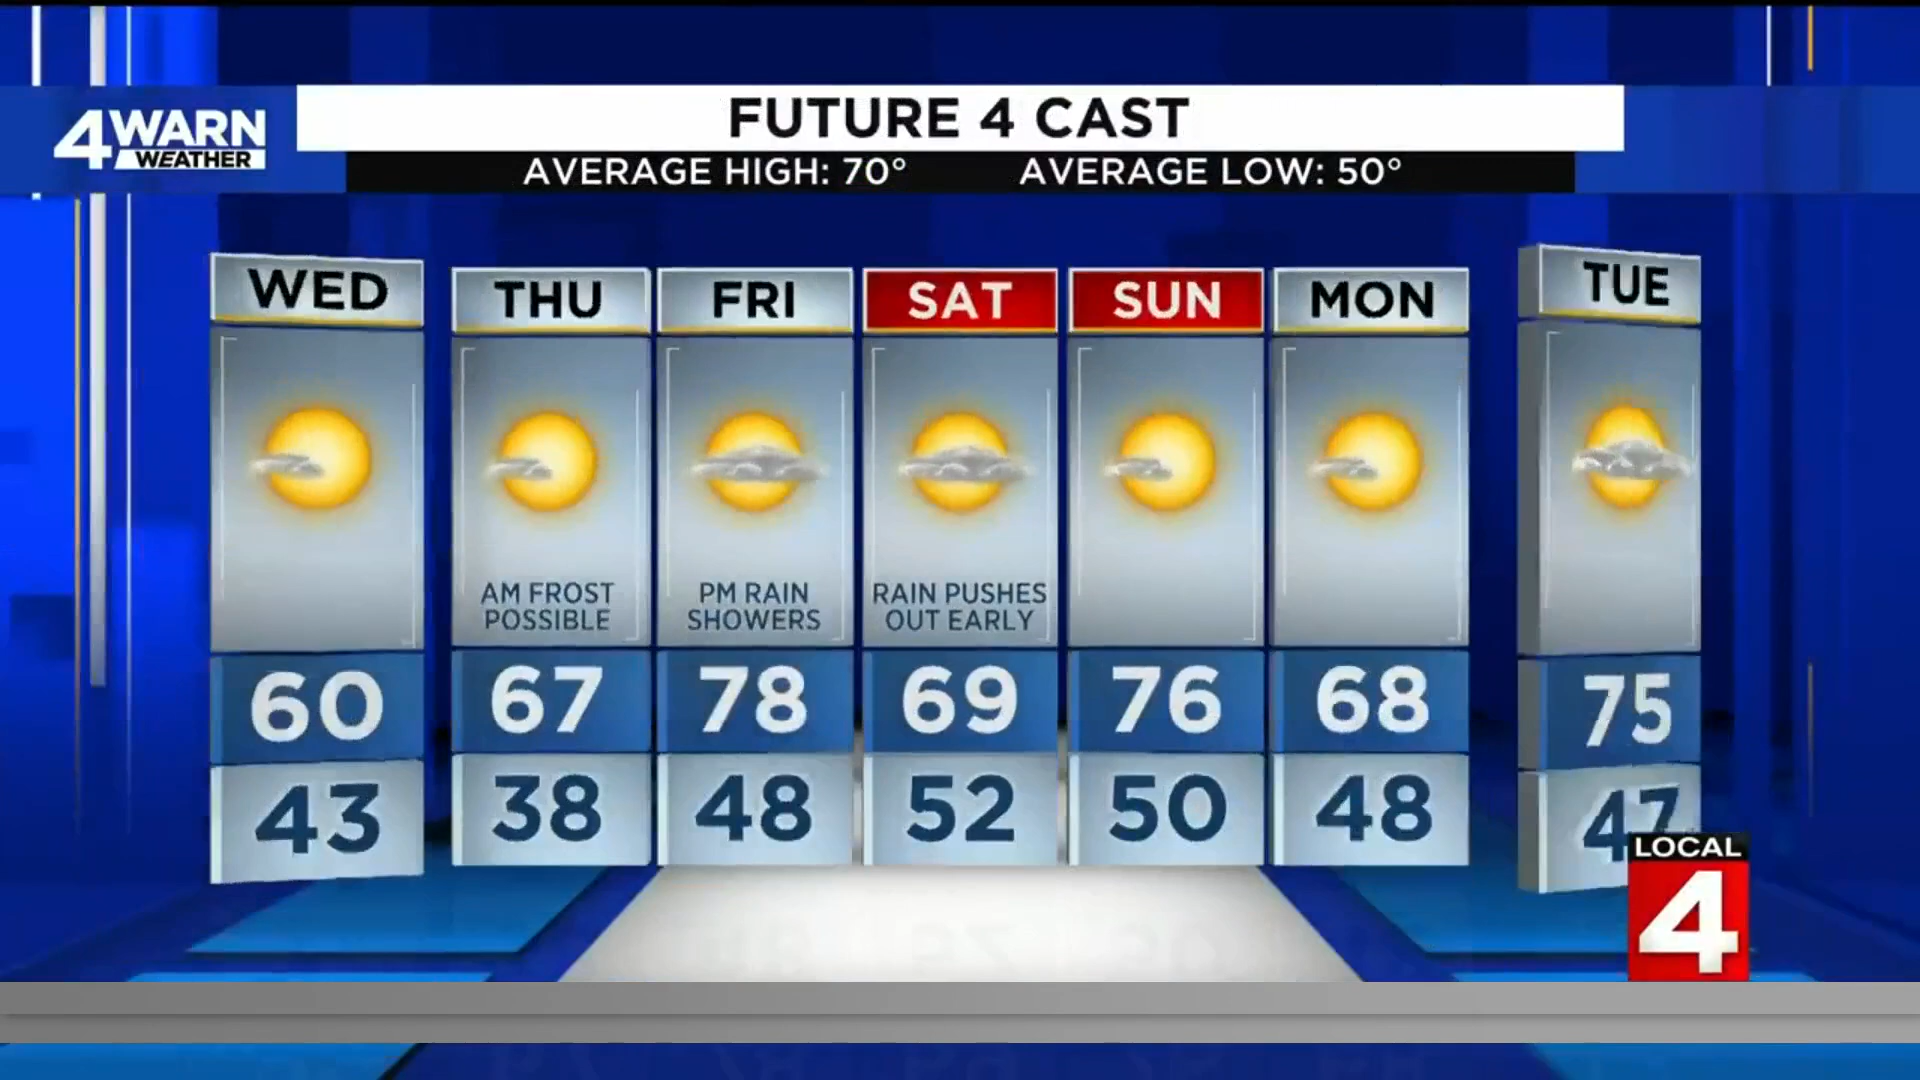 4WARN
WEATHER
FUTURE 4 CAST
AVERAGE HIGH: 70° AVERAGE LOW: 50°
WED
THU
FRI
SAT
SUN
MON
TUE
AM FROST
POSSIBLE
PM RAIN
SHOWERS
RAIN PUSHES
OUT EARLY
60
67
78
69
76
68
75
43
38
48
52
50
48
47
LOCAL
4